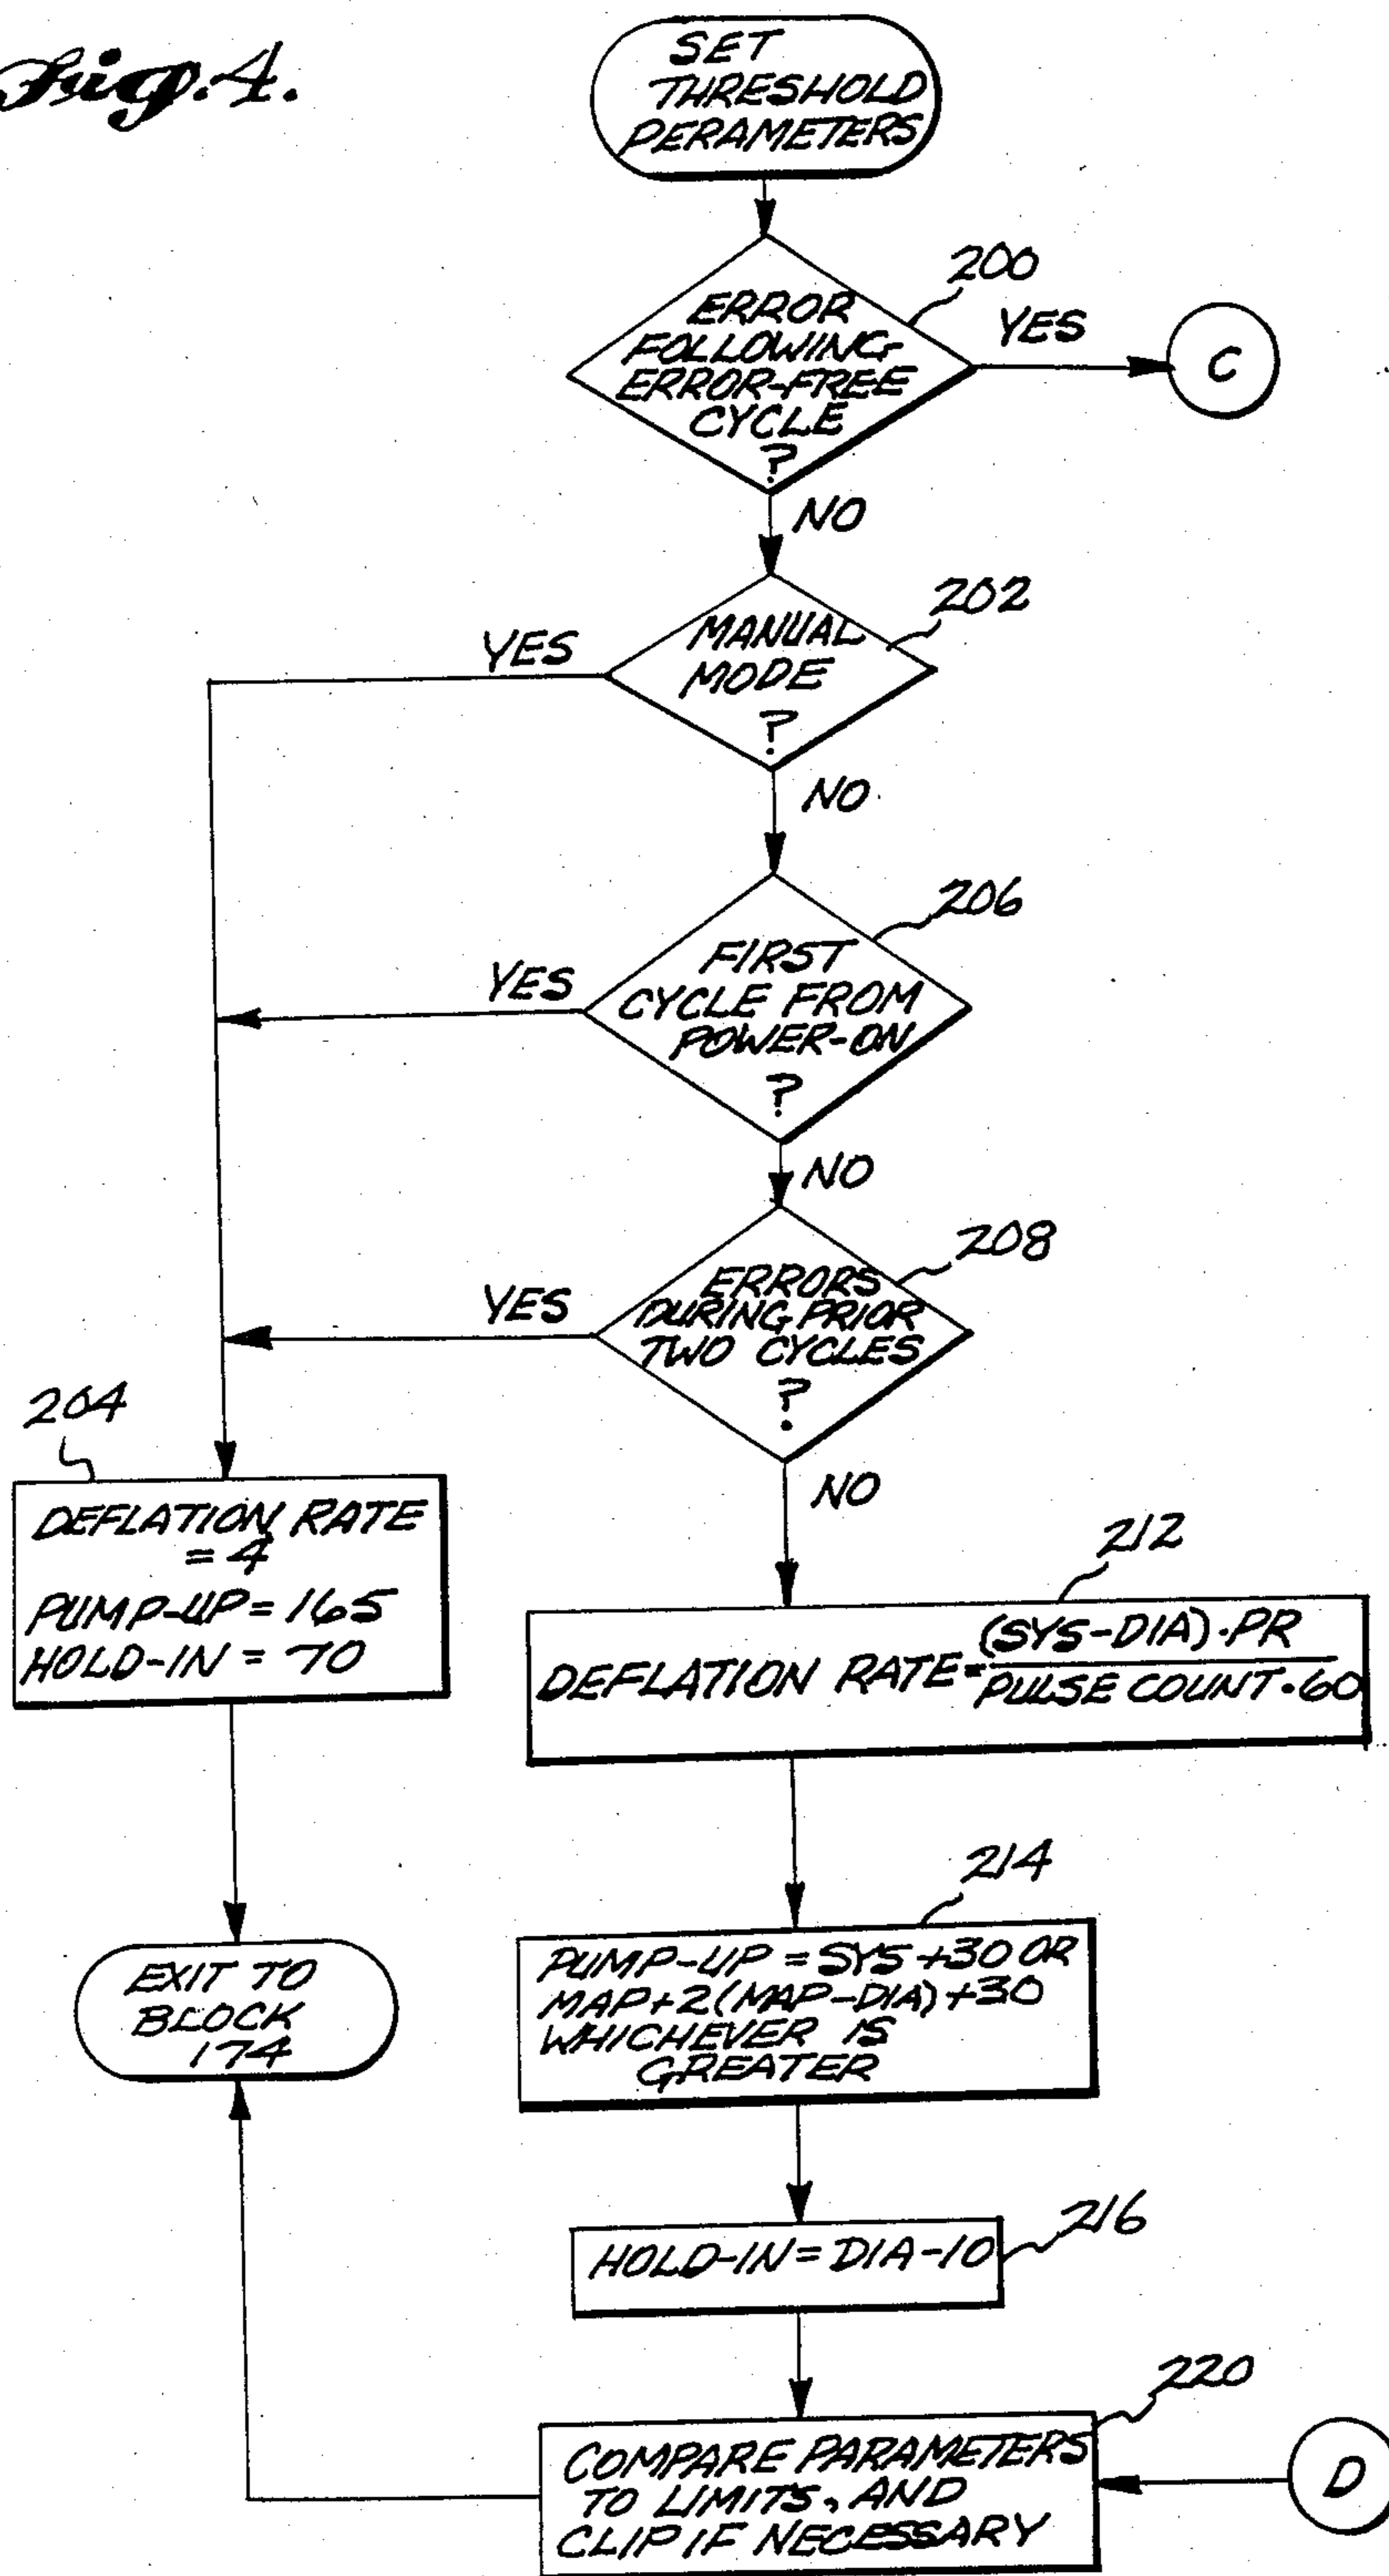 Fig. 4.
SET
THRESHOLD
PERAMETERS
200
ERROR
FOLLOWING
ERROR-FREE
CYCLE
?
YES
C
NO
202
MANUAL
MODE
?
YES
NO
206
FIRST
CYCLE FROM
POWER-ON
?
YES
NO
208
ERRORS
DURING PRIOR
TWO CYCLES
?
YES
NO
204
DEFLATION RATE
= 4
PUMP-UP = 165
HOLD-IN = 70
212
DEFLATION RATE = (SYS-DIA)·PR
PULSE COUNT·60
214
PUMP-UP = SYS +30 OR
MAP+2(MAP-DIA)+30
WHICHEVER IS
GREATER
EXIT TO
BLOCK
174
216
HOLD-IN = DIA-10
220
COMPARE PARAMETERS
TO LIMITS, AND
CLIP IF NECESSARY
D